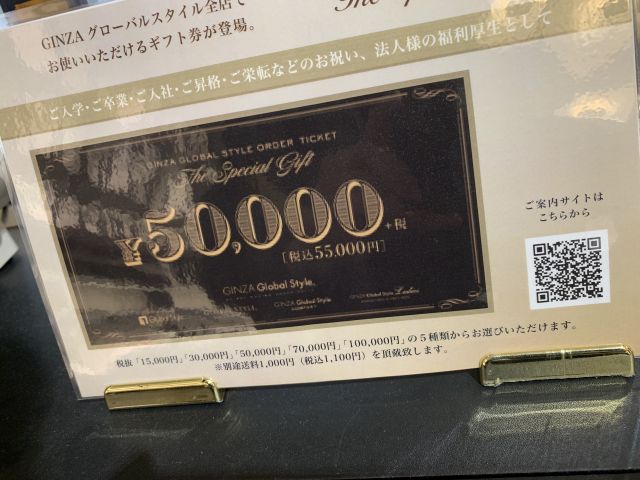 GINZA グローバルスタイル全店で
お使いいただけるギフト券が登場。
The
ご入学・ご卒業・ご入社・ご昇格・ご栄転などのお祝い、法人様の福利厚生として
GINZA GLOBAL STYLE ORDER TICKET
The Special Gift
¥50,000+税
[税込55,000円]
GINZA Global Style
GINZA Global Style
GINZA Global Style Ladies
ご案内サイトは
こちらから
税抜「15,000円」「30,000円」「50,000円」「70,000円」「100,000円」の5種類からお選びいただけます。
※別途送料1,000円（税込1,100円）を頂戴致します。